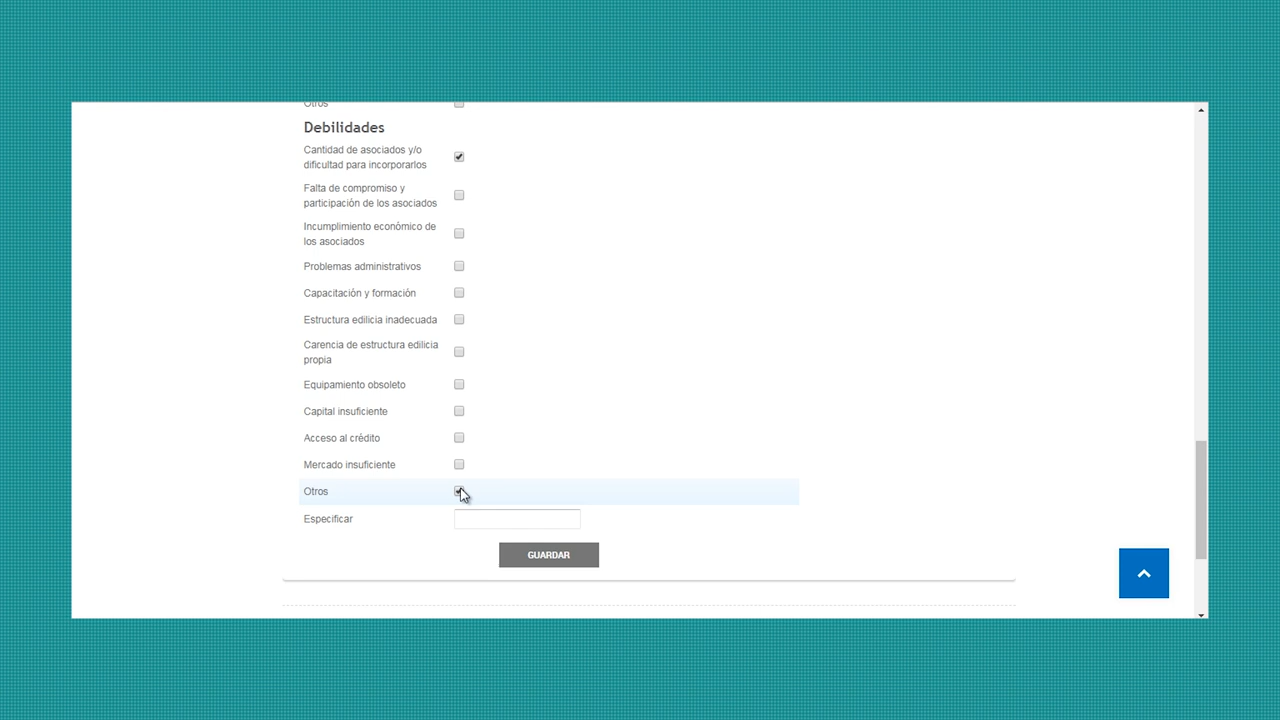 Otros
Debilidades
Cantidad de asociados y/o
dificultad para incorporarlos
Falta de compromiso y
participación de los asociados
Incumplimiento económico de
los asociados
Problemas administrativos
Capacitación y formación
Estructura edilicia inadecuada
Carencia de estructura edilicia
propia
Equipamiento obsoleto
Capital insuficiente
Acceso al crédito
Mercado insuficiente
Otros
Especificar
GUARDAR